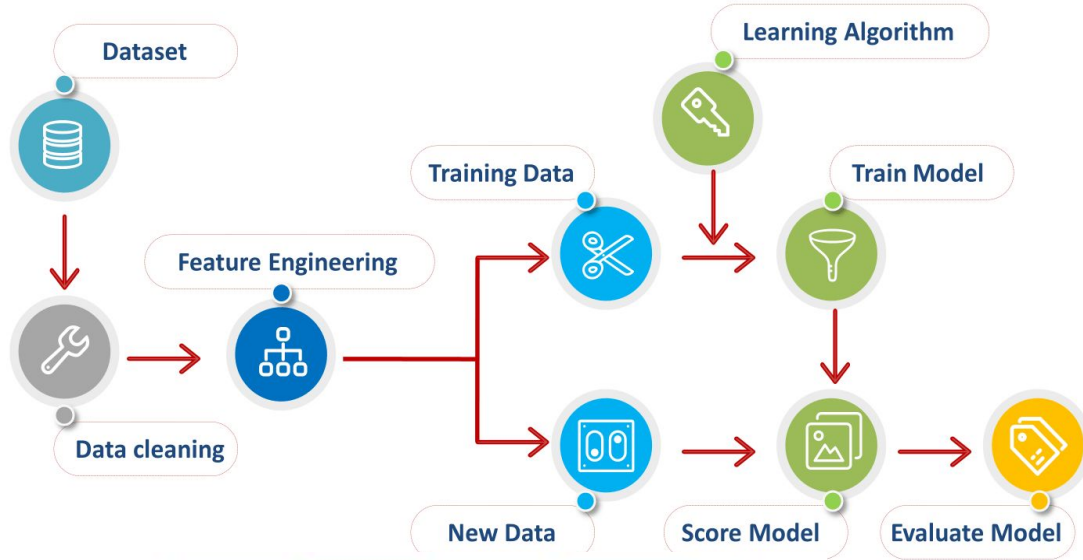 Dataset
Learning Algorithm
Training Data
Train Model
Feature Engineering
Data cleaning
New Data
Score Model
Evaluate Model